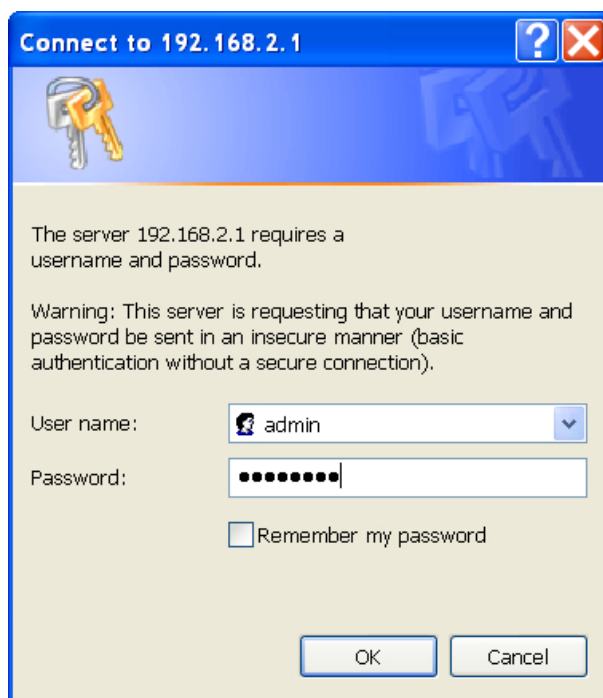 Connect to 192.168.2.1
The server 192.168.2.1 requires a
username and password.
Warning: This server is requesting that your username and
password be sent in an insecure manner (basic
authentication without a secure connection).
User name: admin
Password: ●●●●●●●●
Remember my password
OK Cancel